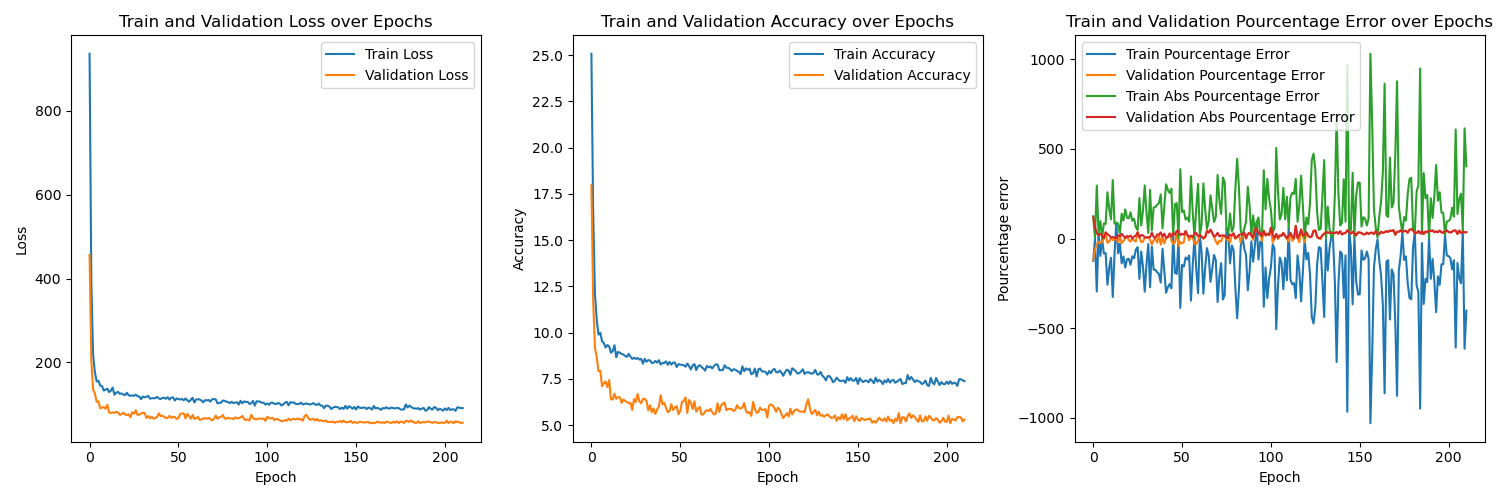 Train and Validation Loss over Epochs
Train Loss
Validation Loss
800
600
400
200
Loss
0
50
100
150
200
Epoch
Train and Validation Accuracy over Epochs
Train Accuracy
Validation Accuracy
25.0
22.5
20.0
17.5
15.0
12.5
10.0
7.5
5.0
Accuracy
0
50
100
150
200
Epoch
Train and Validation Pourcentage Error over Epochs
Train Pourcentage Error
Validation Pourcentage Error
Train Abs Pourcentage Error
Validation Abs Pourcentage Error
1000
500
0
−500
−1000
Pourcentage error
0
50
100
150
200
Epoch